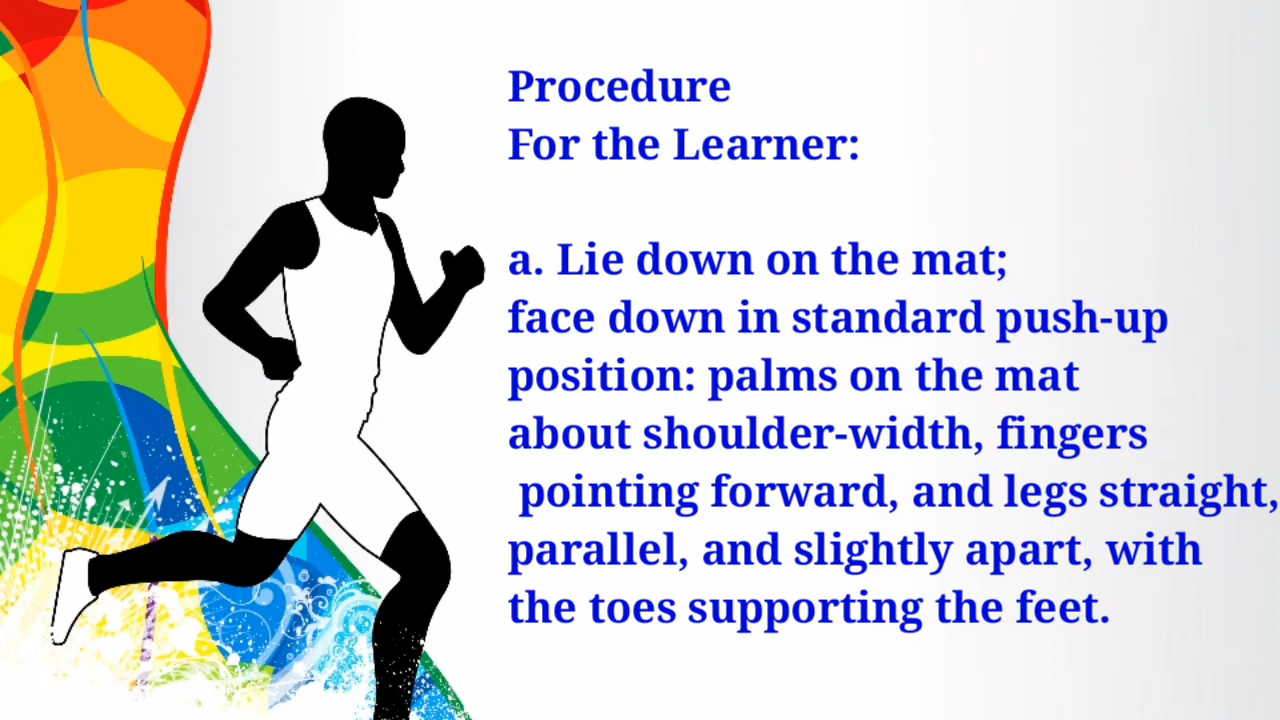 Procedure
For the Learner:
a. Lie down on the mat;
face down in standard push-up
position: palms on the mat
about shoulder-width, fingers
pointing forward, and legs straight,
parallel, and slightly apart, with
the toes supporting the feet.